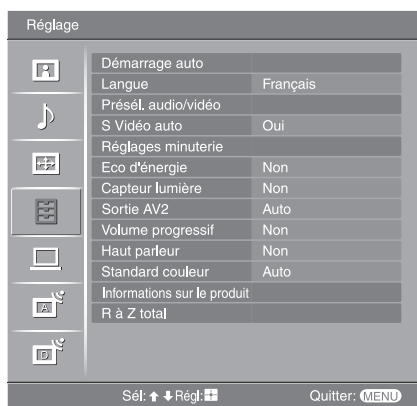 Réglage
Démarrage auto
Langue Français
Présél. audio/vidéo
S Vidéo auto Oui
Réglages minuterie
Eco d'énergie Non
Capteur lumière Non
Sortie AV2 Auto
Volume progressif Non
Haut parleur Non
Standard couleur Auto
Informations sur le produit
R à Z total
A
D
Sél: Régl: Quitter: MENU